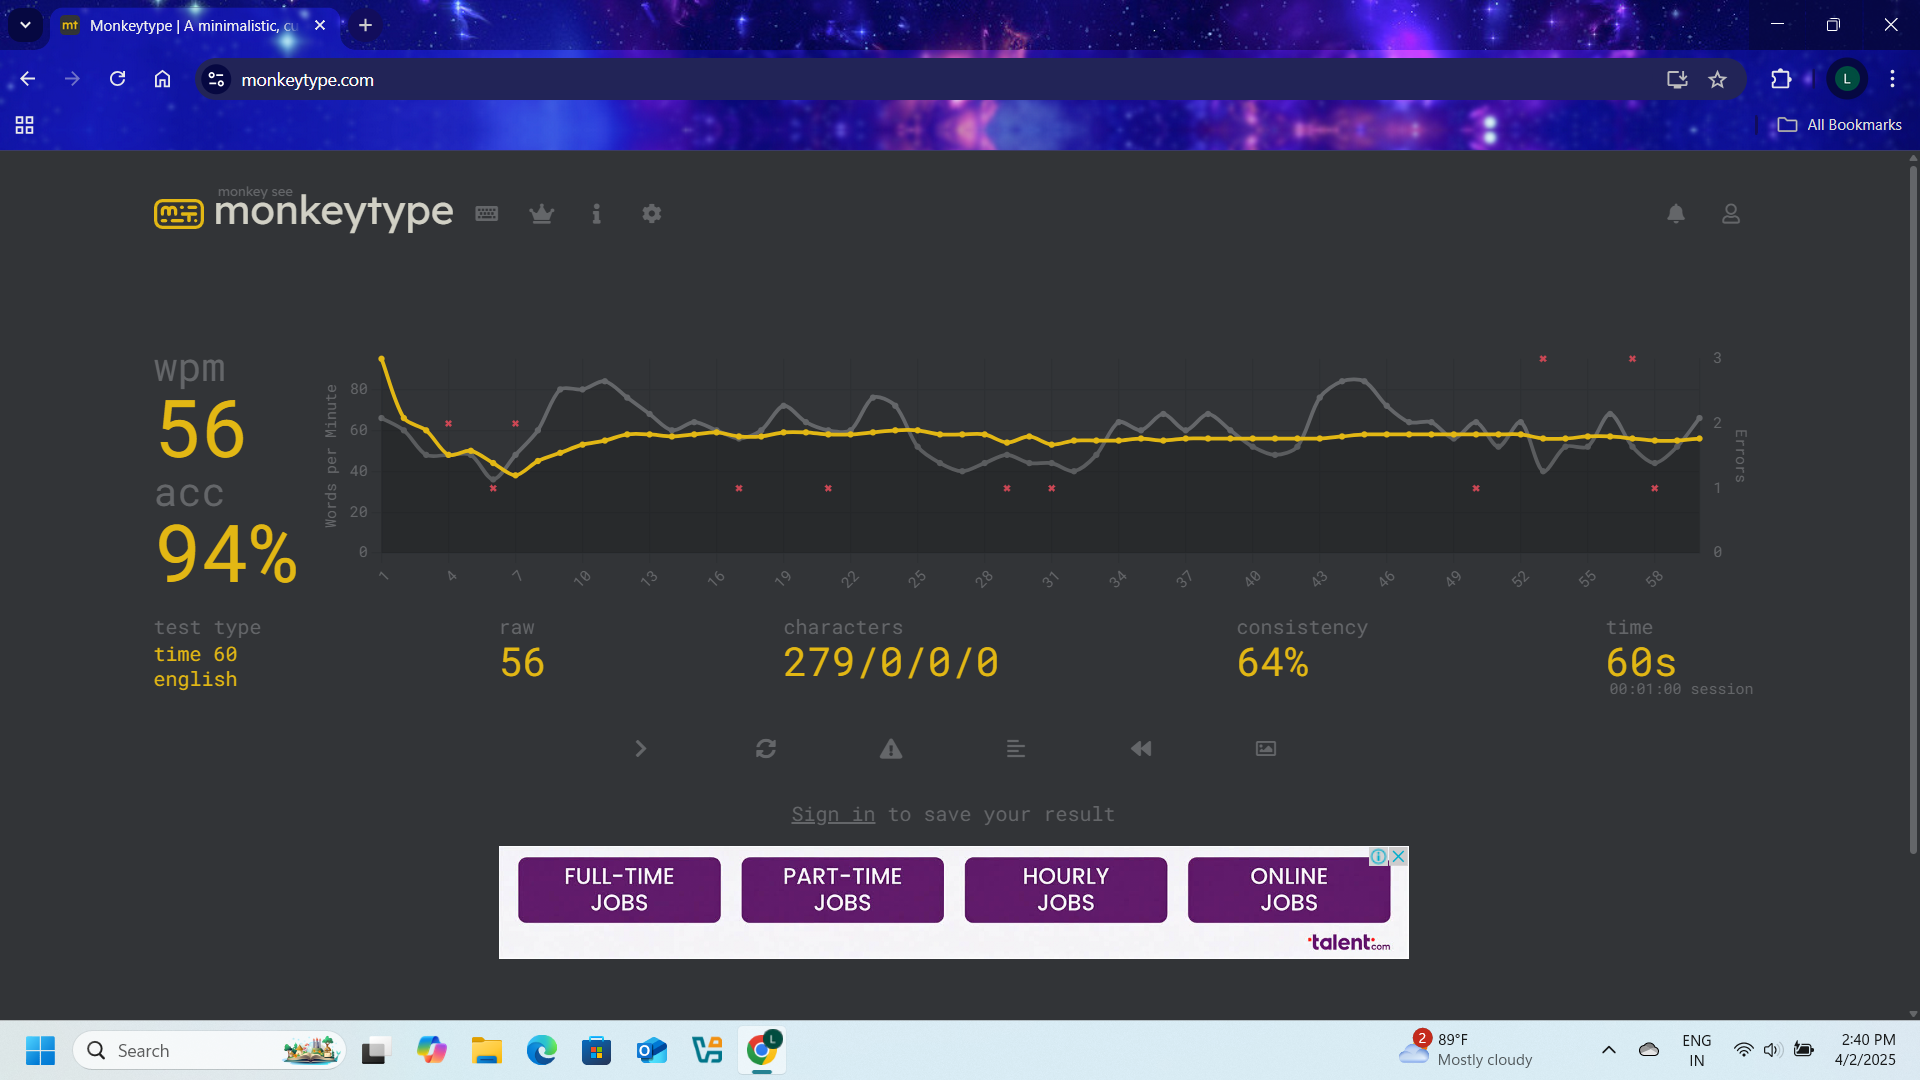 mt Monkeytype | A minimalistic, cu
monkeytype.com
L
All Bookmarks
monkey see
monkeytype
wpm
56
acc
94%
Words per Minute
80
60
40
20
0
3
2
1
0
Errors
1 4 7 10 13 16 19 22 25 28 31 34 37 40 43 46 49 52 55 58
test type
time 60
english
raw
56
characters
279/0/0/0
consistency
64%
time
60s
00:01:00 session
Sign in to save your result
FULL-TIME
JOBS
PART-TIME
JOBS
HOURLY
JOBS
ONLINE
JOBS
talent.com
Search
L
2
89°F
Mostly cloudy
ENG
IN
2:40 PM
4/2/2025